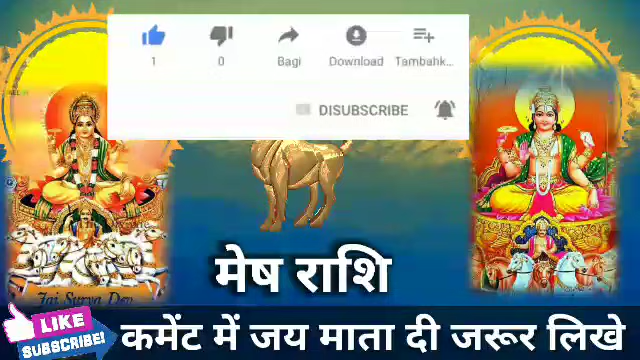 1 0 Bagi Download Tambahk...
DISUBSCRIBE
Jai Surya Dev
मेष राशि
LIKE
SUBSCRIBE!
कमेंट में जय माता दी जरूर लिखे